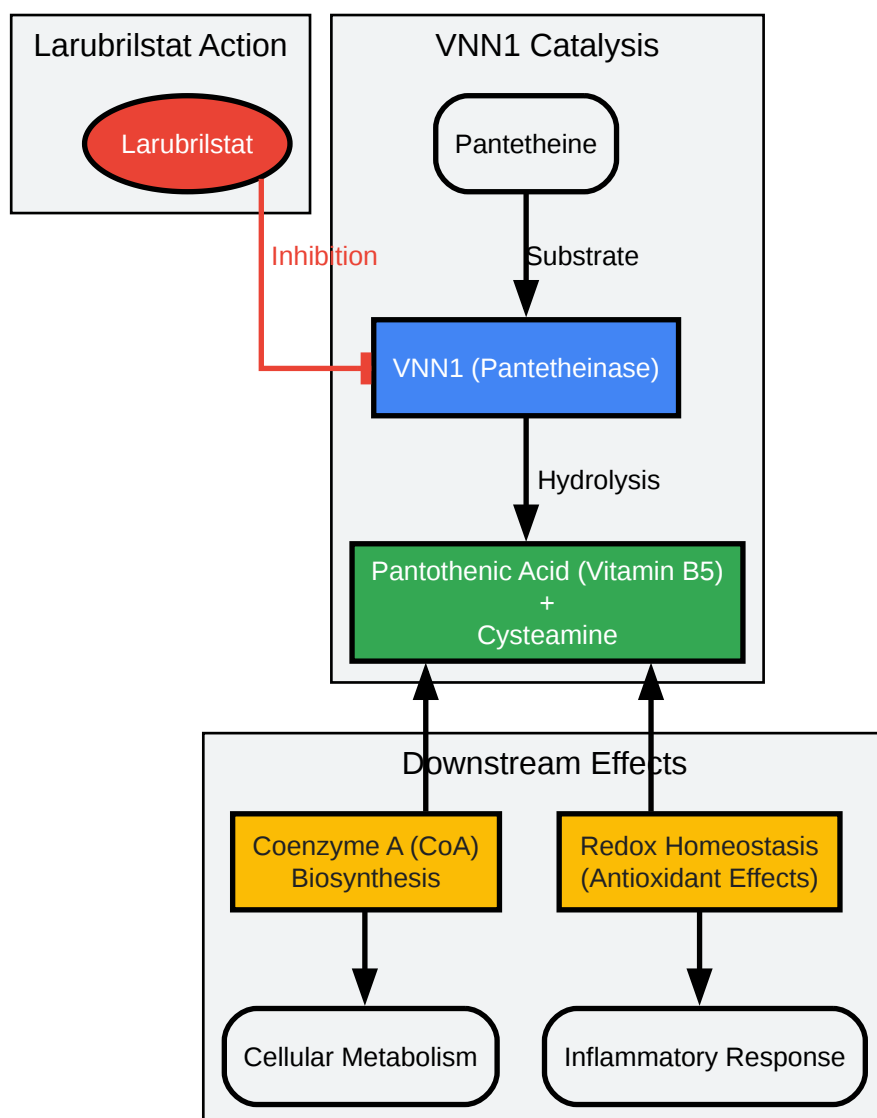 Larubrilstat Action
VNN1 Catalysis
Larubrilstat
Pantetheine
Inhibition
Substrate
VNN1 (Pantetheinase)
Hydrolysis
Pantothenic Acid (Vitamin B5)
+
Cysteamine
Downstream Effects
Coenzyme A (CoA)
Biosynthesis
Redox Homeostasis
(Antioxidant Effects)
Cellular Metabolism
Inflammatory Response